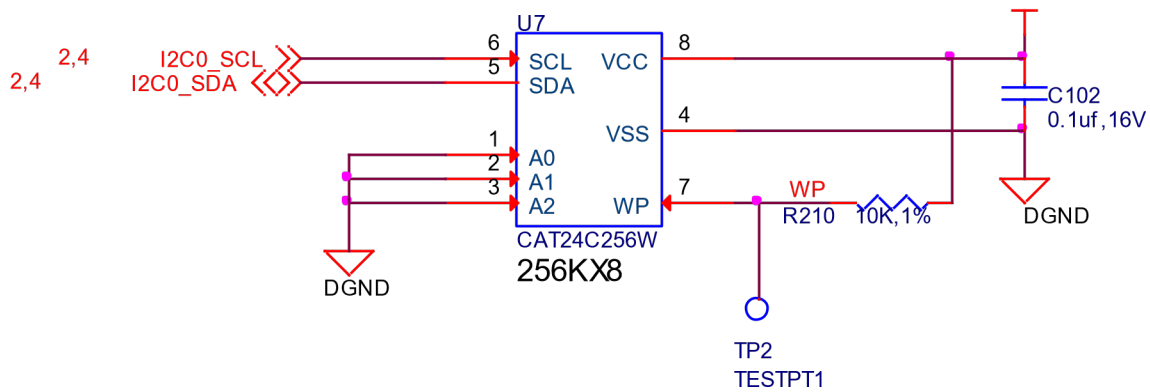 U7
2,4 I2C0_SCL 6 SCL VCC 8
2,4 I2C0_SDA 5 SDA
C102
0.1uf,16V
VSS 4
1 A0
2 A1
3 A2 WP 7 WP
R210 10K,1%
DGND
CAT24C256W
256KX8
DGND
TP2
TESTPT1